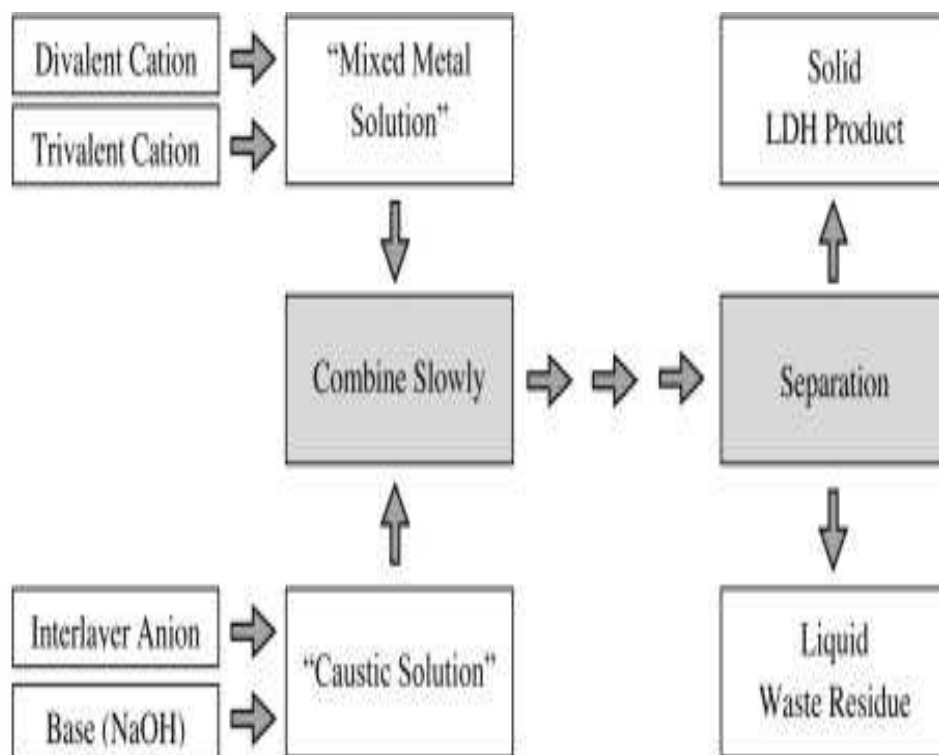 Divalent Cation
Trivalent Cation
“Mixed Metal
Solution”
Solid
LDH Product
Combine Slowly
Separation
Interlaver Anion
Base (NaOH)
“Caustic Solution”
Liquid
Waste Residue